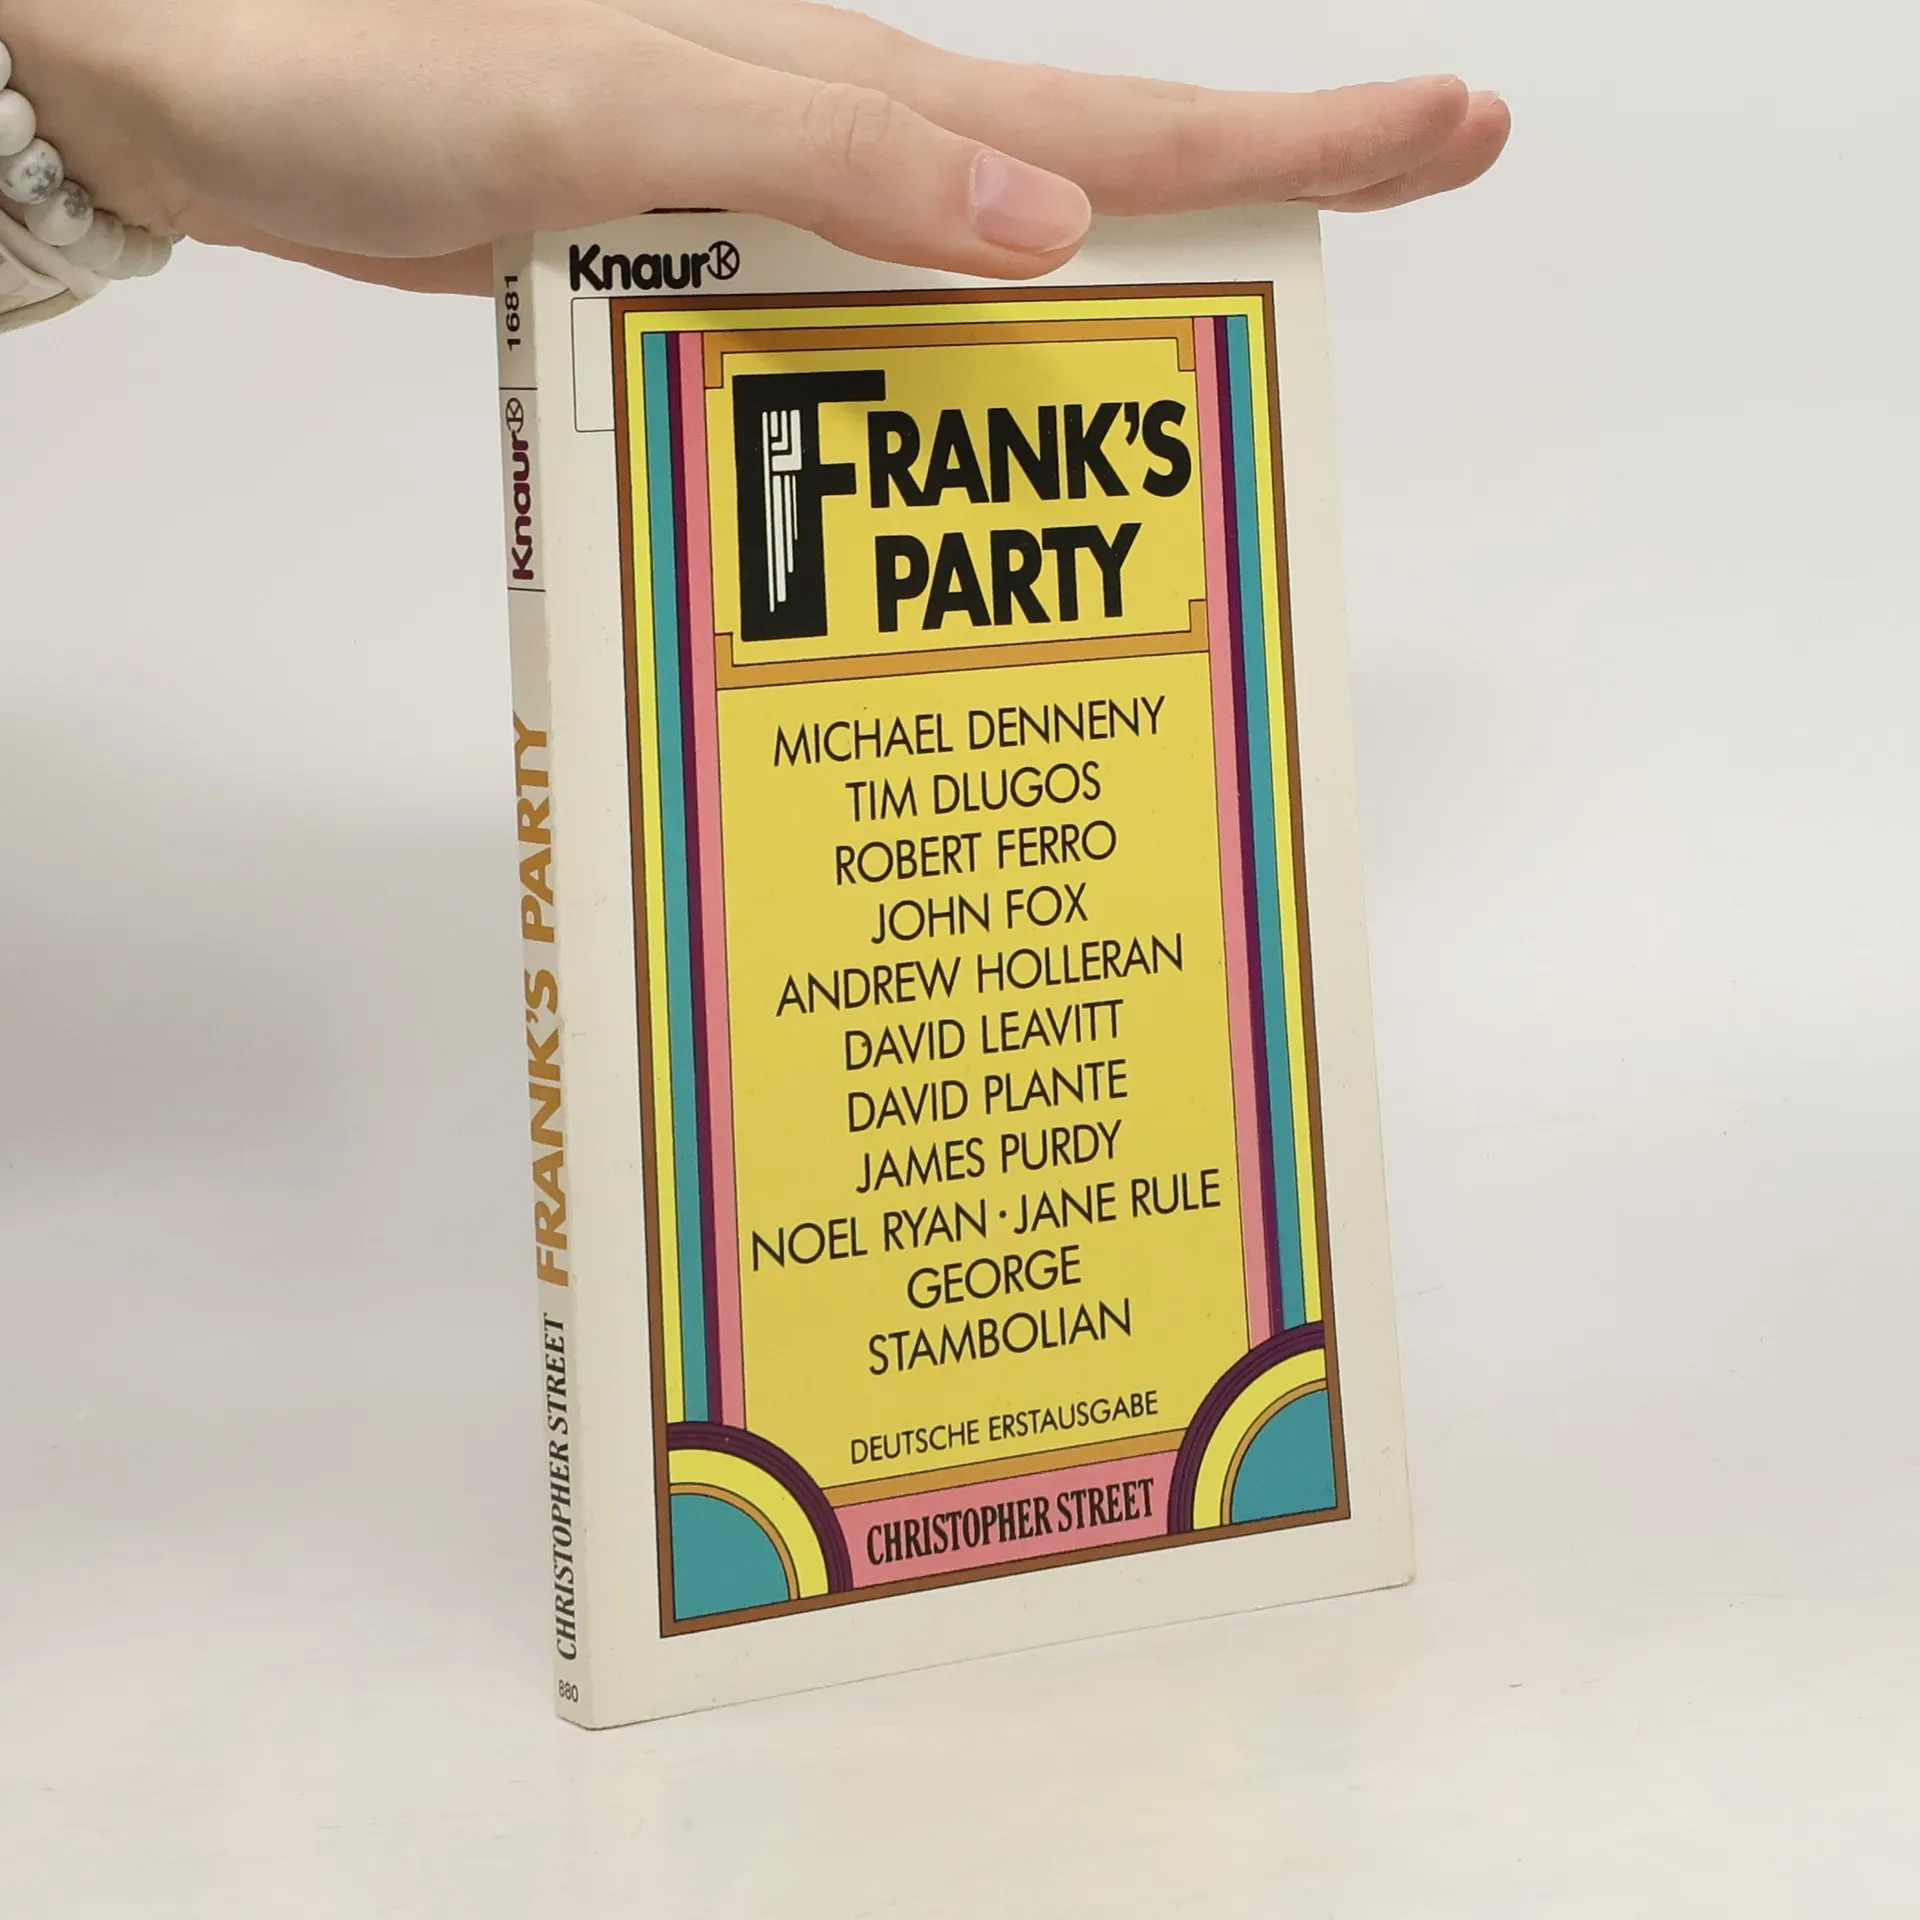 Knaur
FRANK'S
PARTY
MICHAEL DENNENY
TIM DLUGOS
ROBERT FERRO
JOHN FOX
ANDREW HOLLERAN
DAVID LEAVITT
DAVID PLANTE
JAMES PURDY
NOEL RYAN · JANE RULE
GEORGE
STAMBOLIAN
DEUTSCHE ERSTAUSGABE
CHRISTOPHER STREET
880 CHRISTOPHER STREET FRANK'S PARTY Knaur 1681